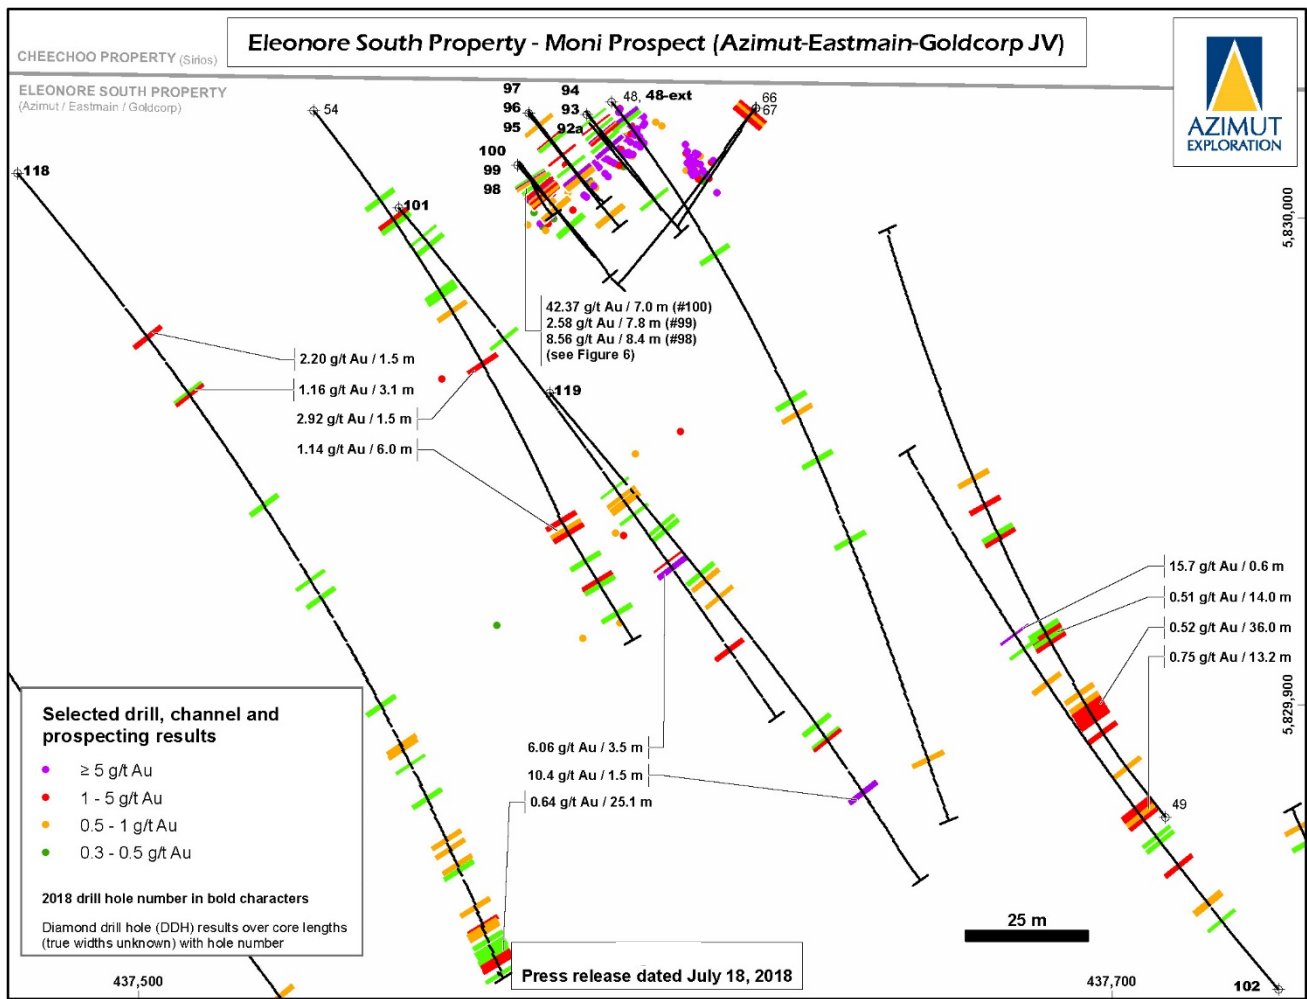 Eleonore South Property - Moni Prospect (Azimut-Eastmain-Goldcorp JV)
CHEECHOO PROPERTY (Sirios)
ELEONORE SOUTH PROPERTY
(Azimut / Eastmain / Goldcorp)
AZIMUT
EXPLORATION
54
97
96
95
94
93
92a
48, 48-ext
66
67
100
99
98
118
101
5,830,000
42.37 g/t Au / 7.0 m (#100)
2.58 g/t Au / 7.8 m (#99)
8.56 g/t Au / 8.4 m (#98)
(see Figure 6)
2.20 g/t Au / 1.5 m
1.16 g/t Au / 3.1 m
2.92 g/t Au / 1.5 m
1.14 g/t Au / 6.0 m
119
15.7 g/t Au / 0.6 m
0.51 g/t Au / 14.0 m
0.52 g/t Au / 36.0 m
0.75 g/t Au / 13.2 m
5,829,900
6.06 g/t Au / 3.5 m
10.4 g/t Au / 1.5 m
0.64 g/t Au / 25.1 m
49
Selected drill, channel and
prospecting results
≥ 5 g/t Au
1 - 5 g/t Au
0.5 - 1 g/t Au
0.3 - 0.5 g/t Au
2018 drill hole number in bold characters
Diamond drill hole (DDH) results over core lengths
(true widths unknown) with hole number
25 m
Press release dated July 18, 2018
437,500
437,700
102